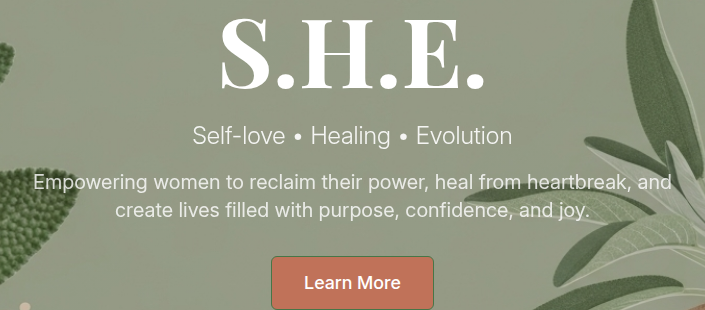 S.H.E.
Self-love • Healing • Evolution
Empowering women to reclaim their power, heal from heartbreak, and
create lives filled with purpose, confidence, and joy.
Learn More